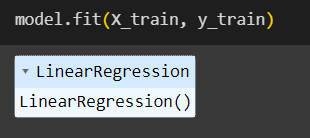 model.fit(X_train, y_train)
LinearRegression
LinearRegression()